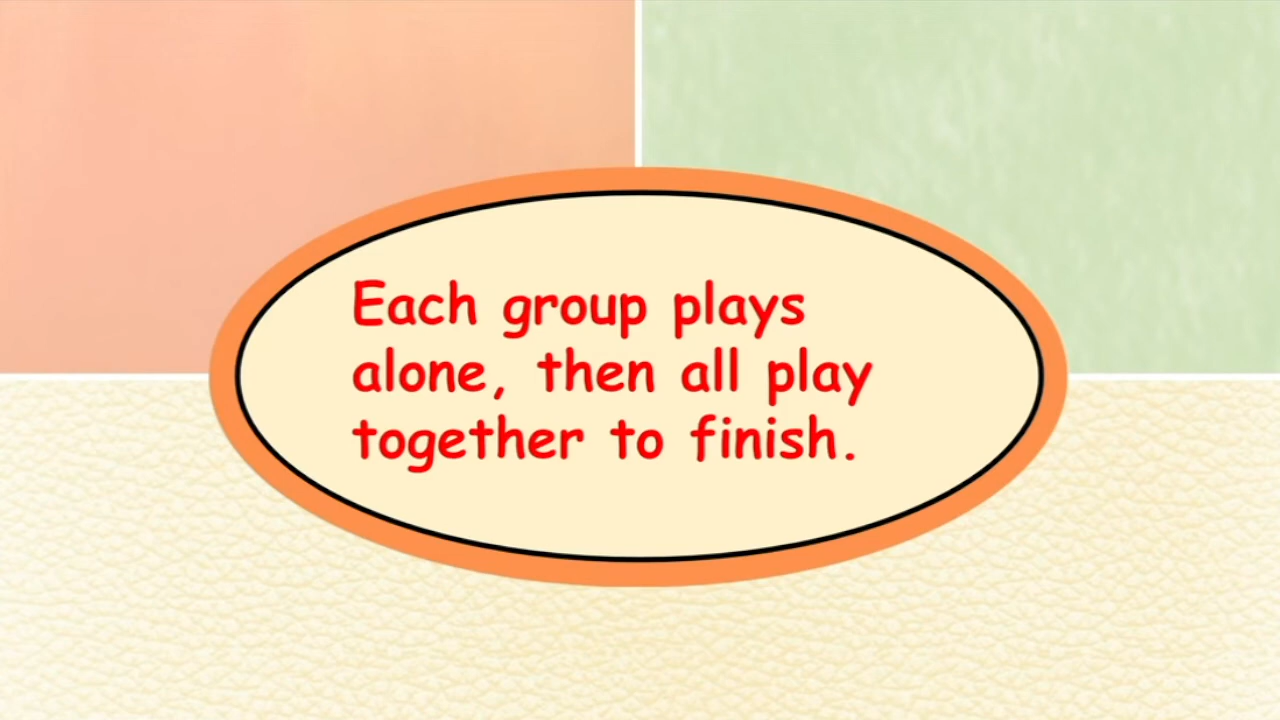 Each group plays
alone, then all play
together to finish.